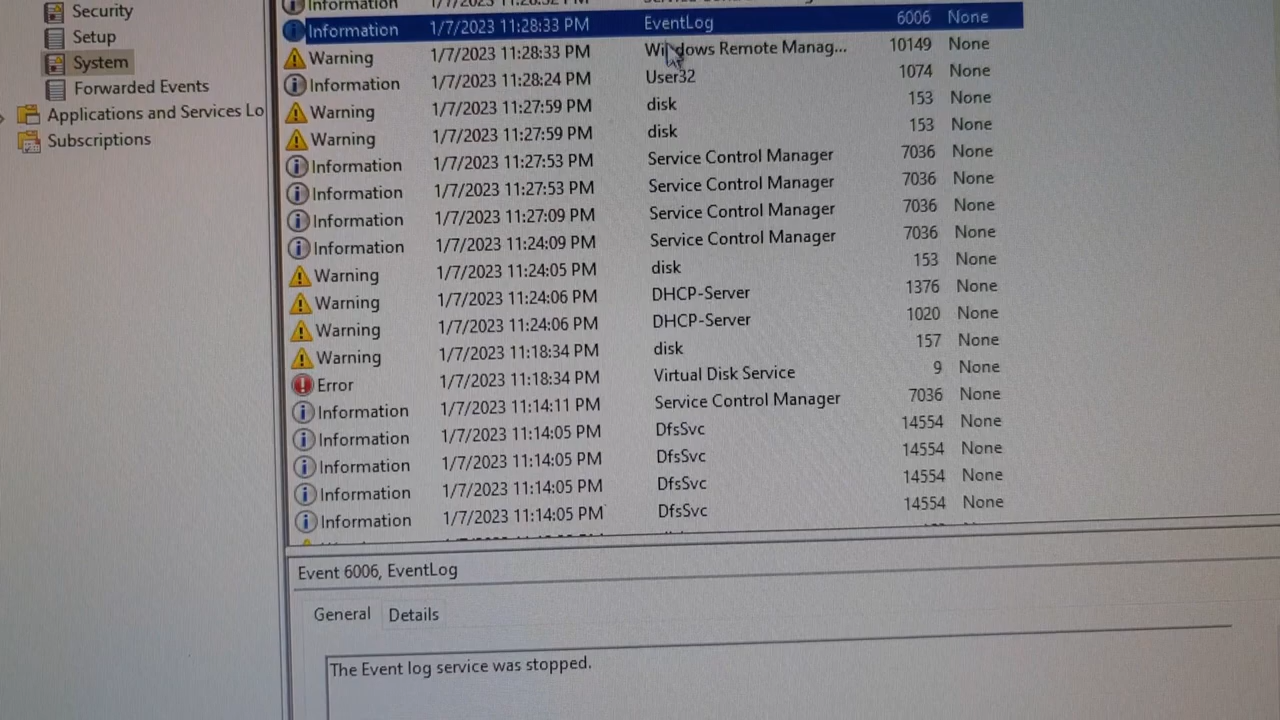 Security
Setup
System
Forwarded Events
Applications and Services Lo
Subscriptions
Information
Information 1/7/2023 11:28:33 PM EventLog 6006 None
Warning 1/7/2023 11:28:33 PM Windows Remote Manag... 10149 None
Information 1/7/2023 11:28:24 PM User32 1074 None
Warning 1/7/2023 11:27:59 PM disk 153 None
Warning 1/7/2023 11:27:59 PM disk 153 None
Information 1/7/2023 11:27:53 PM Service Control Manager 7036 None
Information 1/7/2023 11:27:53 PM Service Control Manager 7036 None
Information 1/7/2023 11:27:09 PM Service Control Manager 7036 None
Information 1/7/2023 11:24:09 PM Service Control Manager 7036 None
Warning 1/7/2023 11:24:05 PM disk 153 None
Warning 1/7/2023 11:24:06 PM DHCP-Server 1376 None
Warning 1/7/2023 11:24:06 PM DHCP-Server 1020 None
Warning 1/7/2023 11:18:34 PM disk 157 None
Error 1/7/2023 11:18:34 PM Virtual Disk Service 9 None
Information 1/7/2023 11:14:11 PM Service Control Manager 7036 None
Information 1/7/2023 11:14:05 PM DfsSvc 14554 None
Information 1/7/2023 11:14:05 PM DfsSvc 14554 None
Information 1/7/2023 11:14:05 PM DfsSvc 14554 None
Information 1/7/2023 11:14:05 PM DfsSvc 14554 None
Event 6006, EventLog
General Details
The Event log service was stopped.